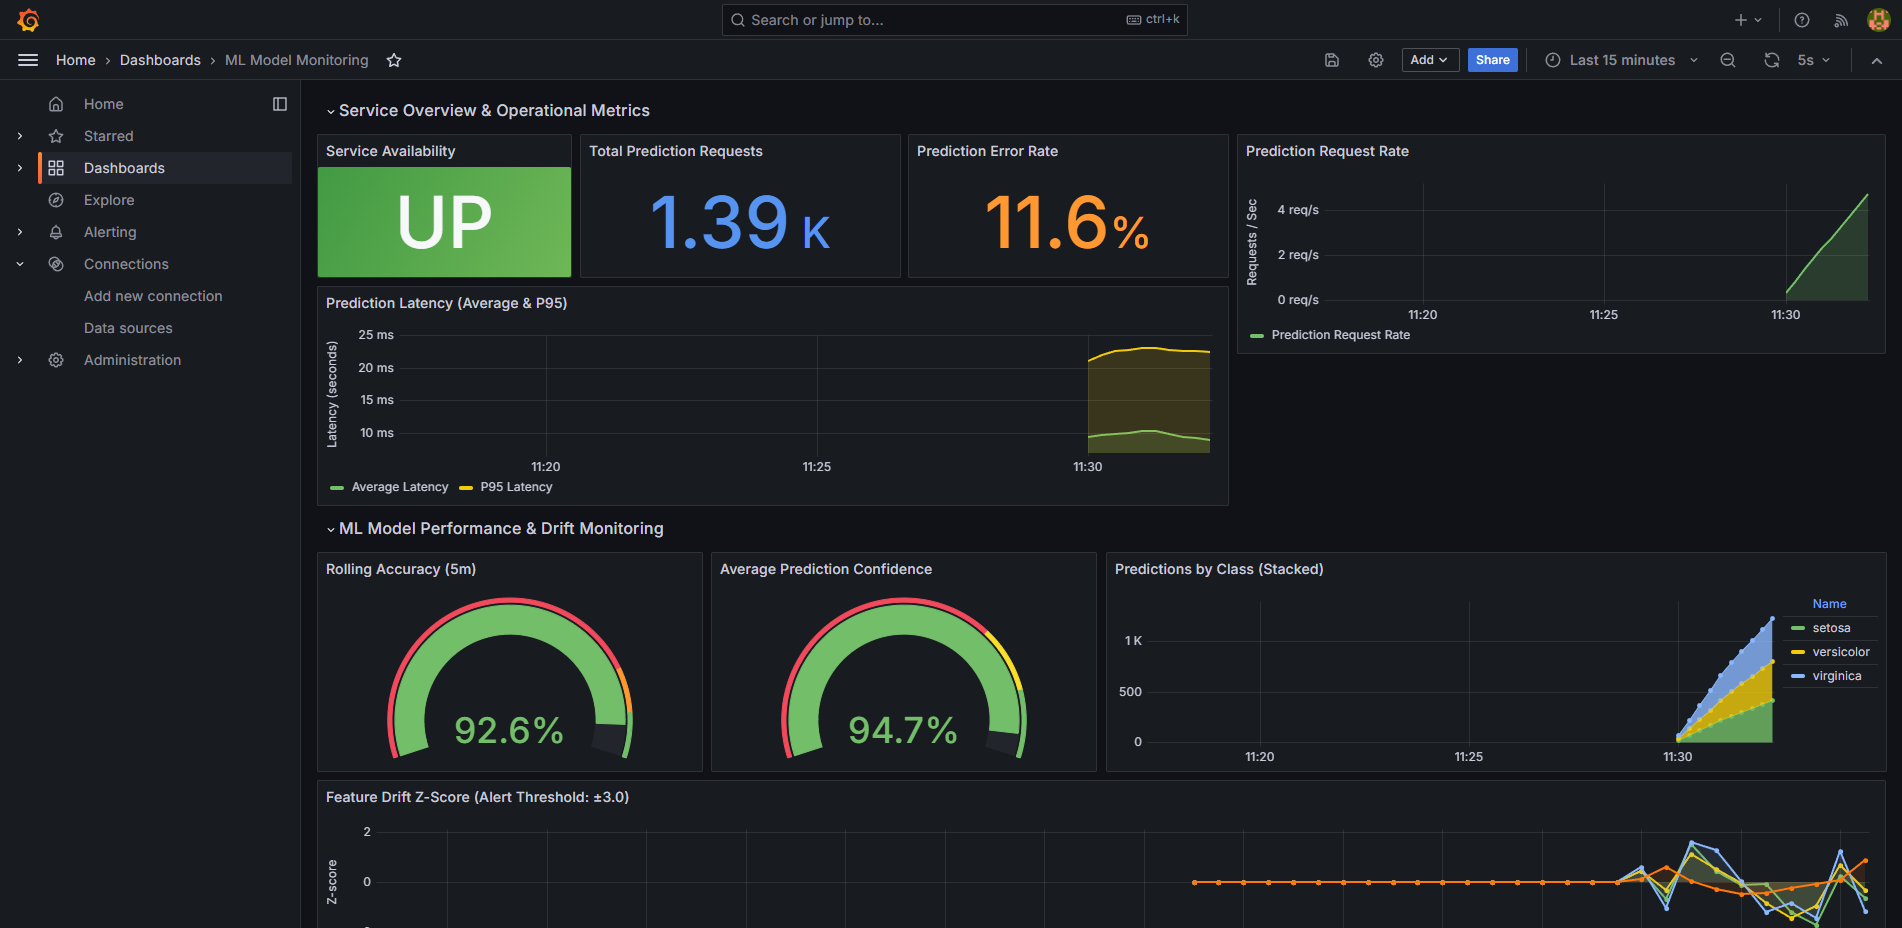 Search or jump to...
ctrl+k
Home › Dashboards › ML Model Monitoring
Add
Share
Last 15 minutes
5s
Home
Starred
Dashboards
Explore
Alerting
Connections
Add new connection
Data sources
Administration
Service Overview & Operational Metrics
Service Availability
UP
Total Prediction Requests
1.39 K
Prediction Error Rate
11.6%
Prediction Request Rate
Requests / Sec
4 req/s
2 req/s
0 req/s
11:20
11:25
11:30
Prediction Request Rate
Prediction Latency (Average & P95)
Latency (seconds)
25 ms
20 ms
15 ms
10 ms
11:20
11:25
11:30
Average Latency
P95 Latency
ML Model Performance & Drift Monitoring
Rolling Accuracy (5m)
92.6%
Average Prediction Confidence
94.7%
Predictions by Class (Stacked)
1 K
500
0
11:20
11:25
11:30
Name
setosa
versicolor
virginica
Feature Drift Z-Score (Alert Threshold: ±3.0)
Z-score
2
0